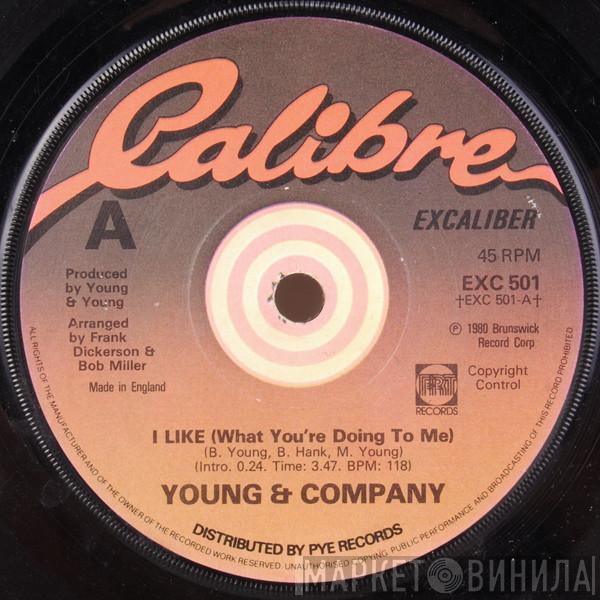 Calibre
A
EXCALIBER
45 RPM
EXC 501
†EXC 501-A†
Produced
by Young
& Young
Arranged
by Frank
Dickerson &
Bob Miller
Made in England
℗ 1980 Brunswick
Record Corp
PRT
RECORDS
Copyright
Control
I LIKE (What You're Doing To Me)
(B. Young, B. Hank, M. Young)
(Intro. 0.24. Time: 3.47. BPM: 118)
YOUNG & COMPANY
DISTRIBUTED BY PYE RECORDS
ALL RIGHTS OF THE MANUFACTURER AND OF THE OWNER OF THE RECORDED WORK RESERVED. UNAUTHORISED COPYING, PUBLIC PERFORMANCE AND BROADCASTING OF THIS RECORD PROHIBITED
МАРКЕТ ВИНИЛА